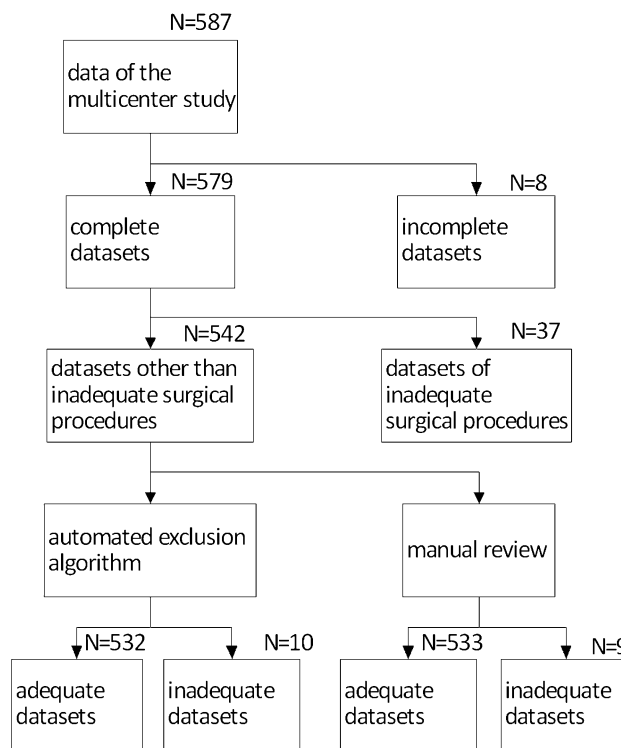 N=587
data of the
multicenter study
N=579
N=8
complete
datasets
incomplete
datasets
N=542
N=37
datasets other than
inadequate surgical
procedures
datasets of
inadequate
surgical procedures
automated exclusion
algorithm
manual review
N=532
N=10
N=533
N=9
adequate
datasets
inadequate
datasets
adequate
datasets
inadequate
datasets